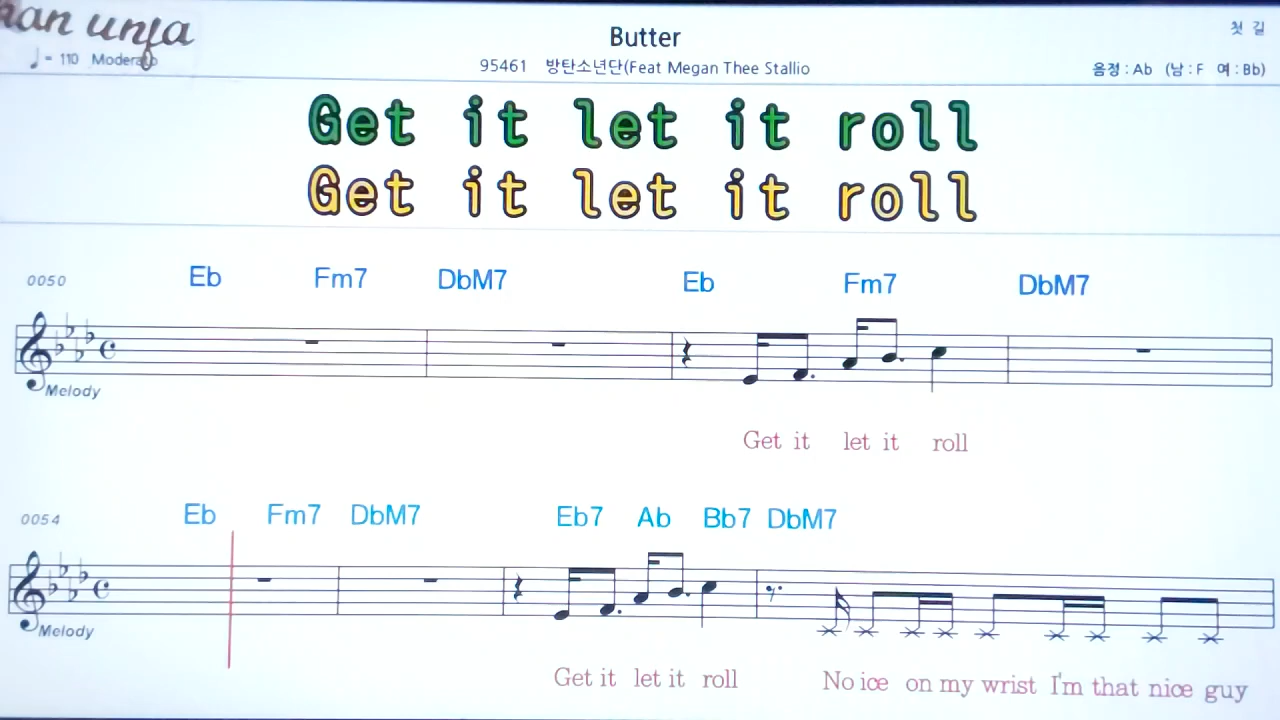 han unja
첫 길
Butter
♩= 110 Moderato
95461 방탄소년단(Feat Megan Thee Stallio
음정 : Ab (남 : F 여 : Bb)
Get it let it roll
Get it let it roll
0050 Eb Fm7 DbM7 Eb Fm7 DbM7
Melody
Get it let it roll
0054 Eb Fm7 DbM7 Eb7 Ab Bb7 DbM7
Melody
Get it let it roll No ice on my wrist I'm that nice guy